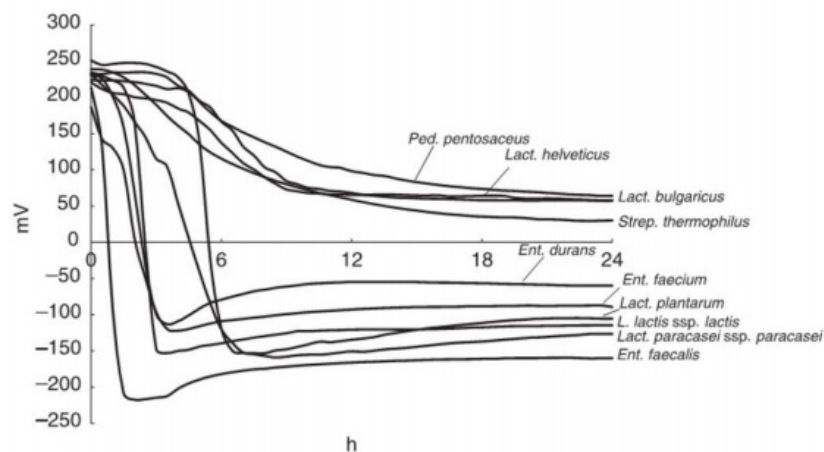 300
250
200
150
100
50
0
−50
−100
−150
−200
−250
mV
0
6
12
18
24
h
Ped. pentosaceus
Lact. helveticus
Lact. bulgaricus
Strep. thermophilus
Ent. durans
Ent. faecium
Lact. plantarum
L. lactis ssp. lactis
Lact. paracasei ssp. paracasei
Ent. faecalis